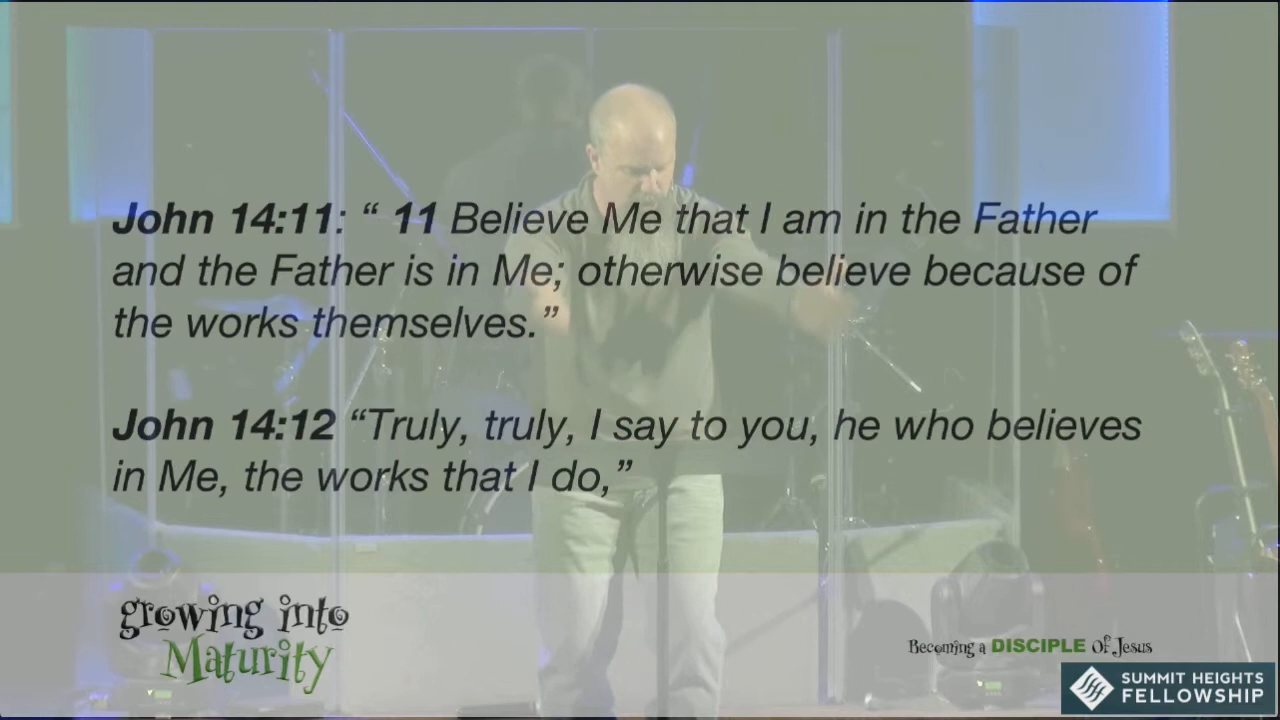 John 14:11: “ 11 Believe Me that I am in the Father
and the Father is in Me; otherwise believe because of
the works themselves.”
John 14:12 “Truly, truly, I say to you, he who believes
in Me, the works that I do,”
growing into
Maturity
Becoming a DISCIPLE Of Jesus
SUMMIT HEIGHTS
FELLOWSHIP